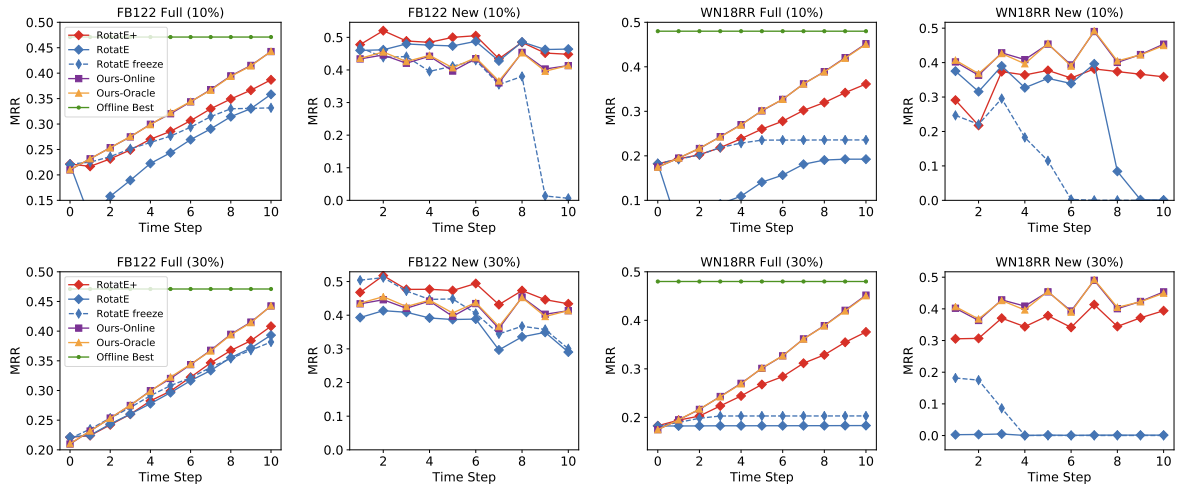 FB122 Full (10%)
MRR
0.50
0.45
0.40
0.35
0.30
0.25
0.20
0.15
RotatE+
RotatE
RotatE freeze
Ours-Online
Ours-Oracle
Offline Best
0 2 4 6 8 10
Time Step
FB122 New (10%)
MRR
0.5
0.4
0.3
0.2
0.1
0.0
2 4 6 8 10
Time Step
WN18RR Full (10%)
MRR
0.5
0.4
0.3
0.2
0.1
0 2 4 6 8 10
Time Step
WN18RR New (10%)
MRR
0.5
0.4
0.3
0.2
0.1
0.0
2 4 6 8 10
Time Step
FB122 Full (30%)
MRR
0.50
0.45
0.40
0.35
0.30
0.25
0.20
RotatE+
RotatE
RotatE freeze
Ours-Online
Ours-Oracle
Offline Best
0 2 4 6 8 10
Time Step
FB122 New (30%)
MRR
0.5
0.4
0.3
0.2
0.1
0.0
2 4 6 8 10
Time Step
WN18RR Full (30%)
MRR
0.5
0.4
0.3
0.2
0 2 4 6 8 10
Time Step
WN18RR New (30%)
MRR
0.5
0.4
0.3
0.2
0.1
0.0
2 4 6 8 10
Time Step